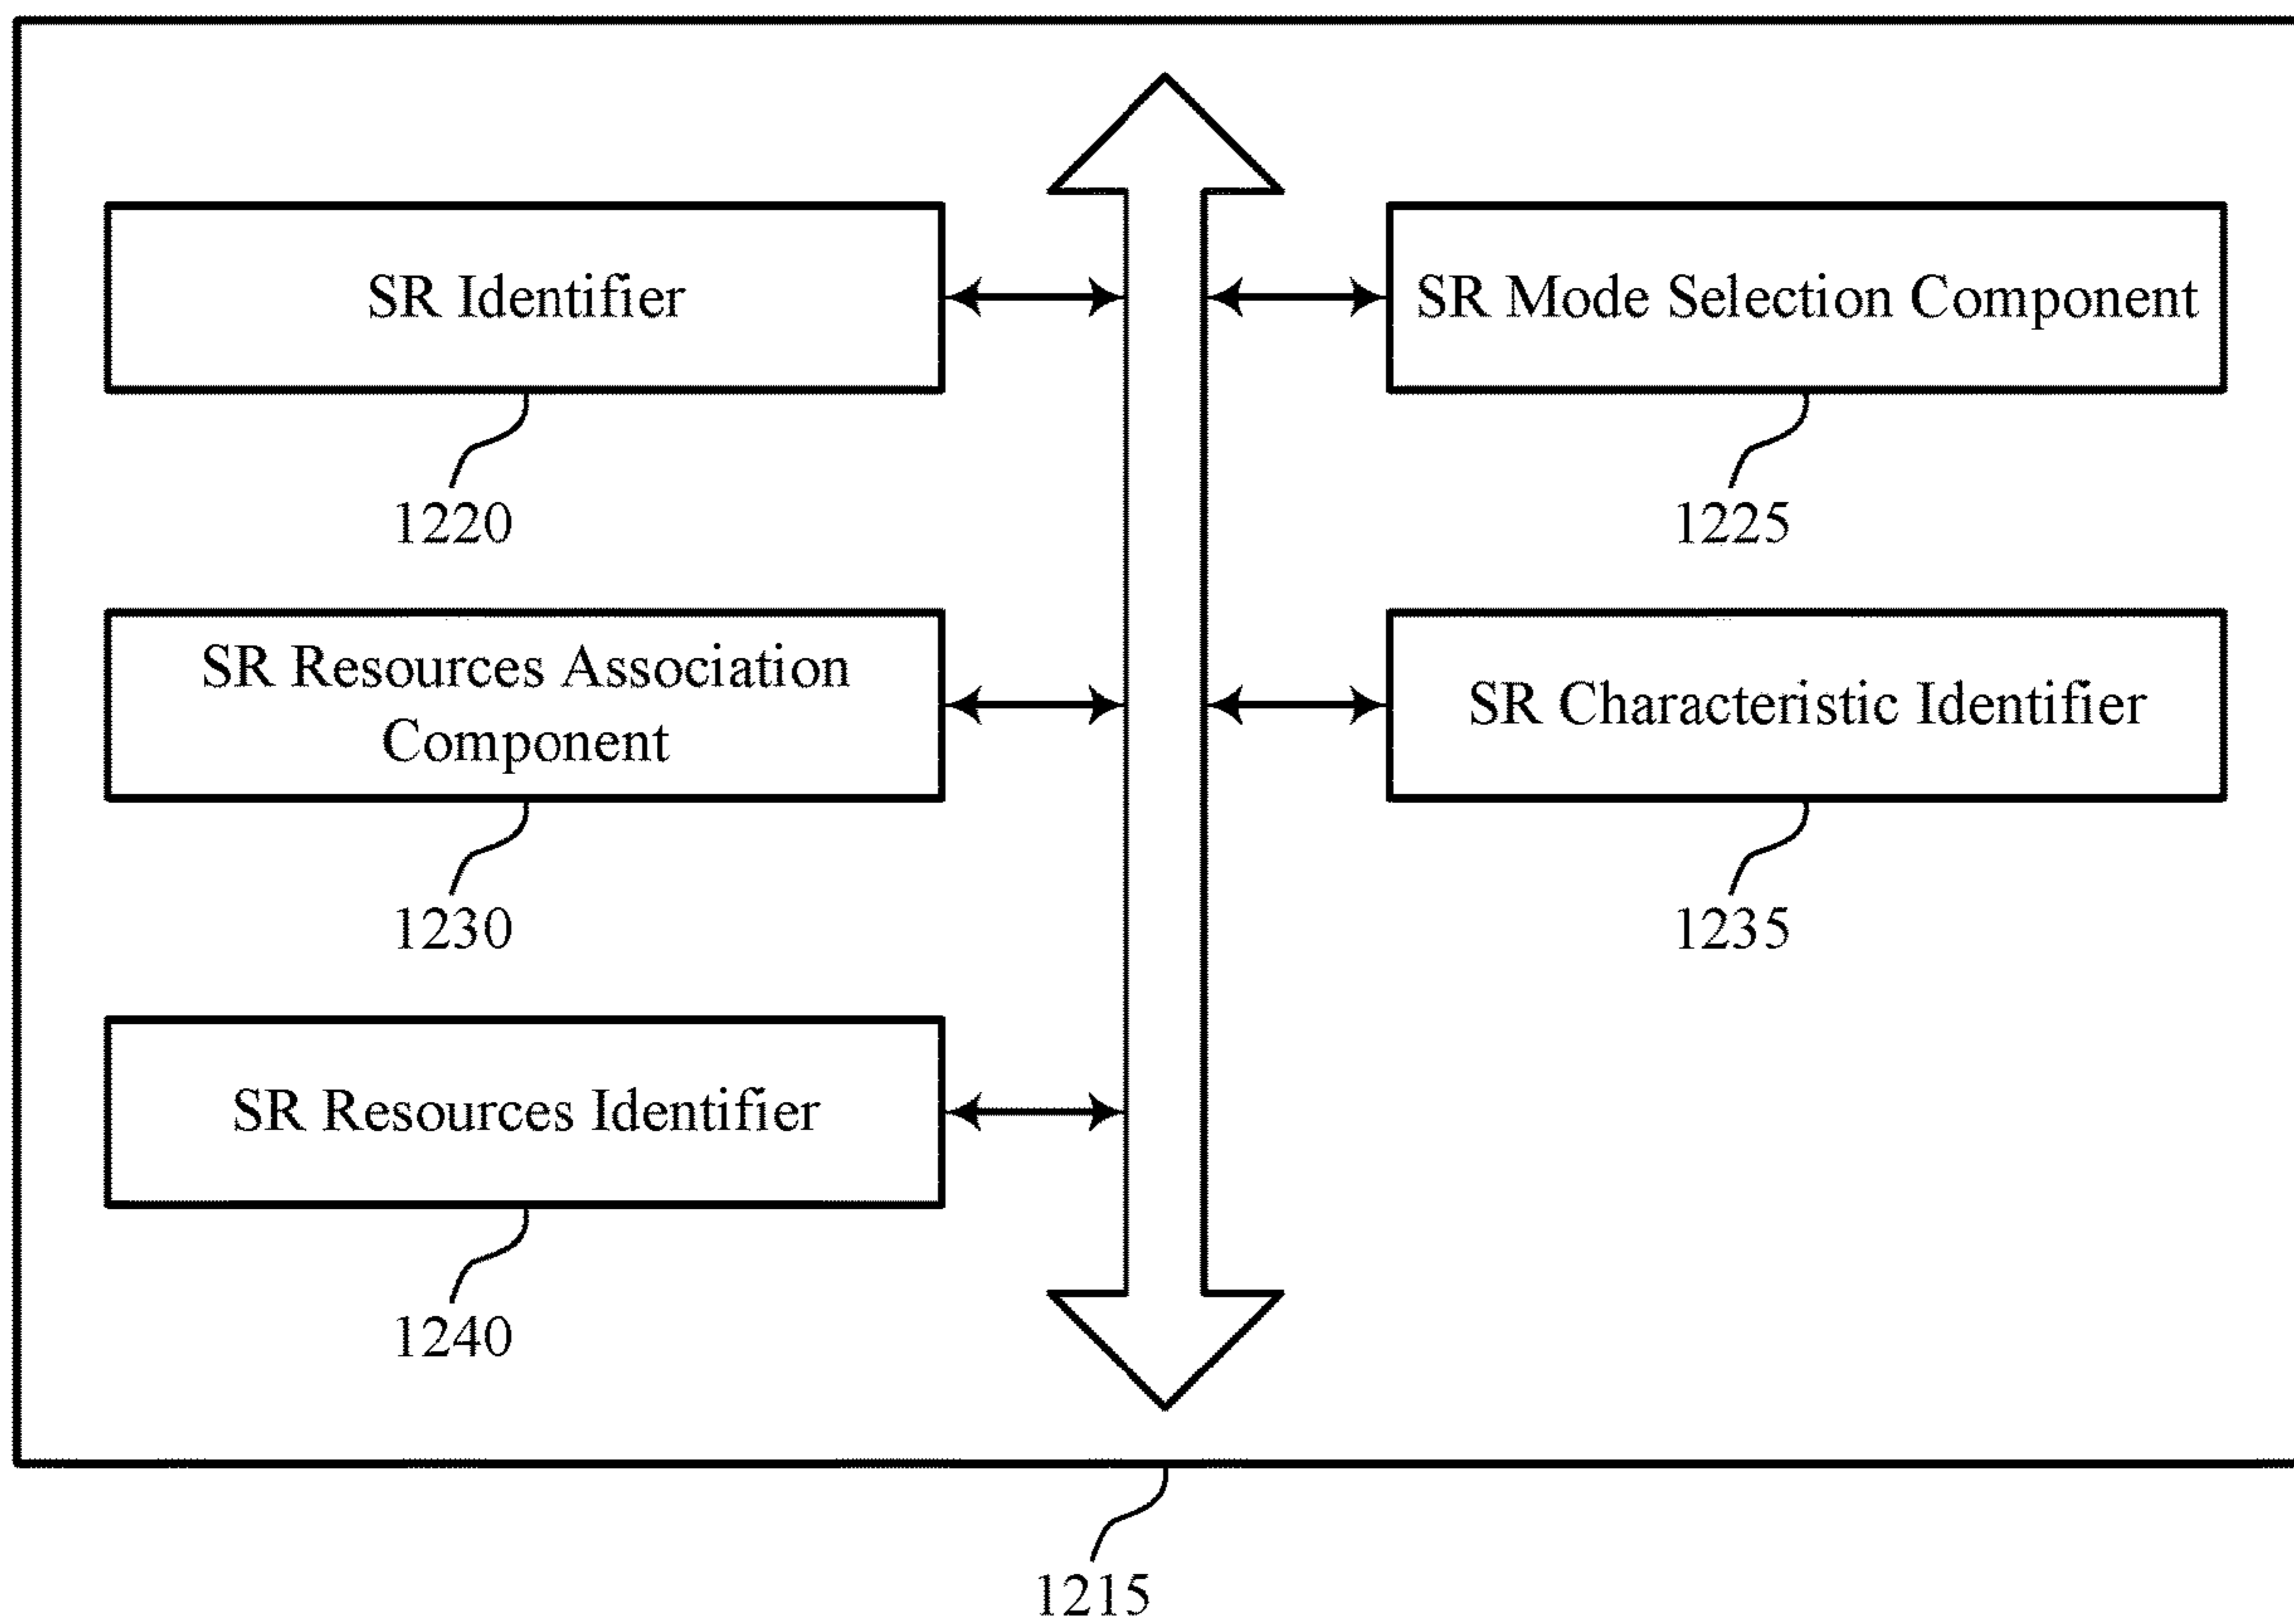 SR Identifier
1220
SR Mode Selection Component
1225
SR Resources Association
Component
1230
SR Characteristic Identifier
1235
SR Resources Identifier
1240
1215